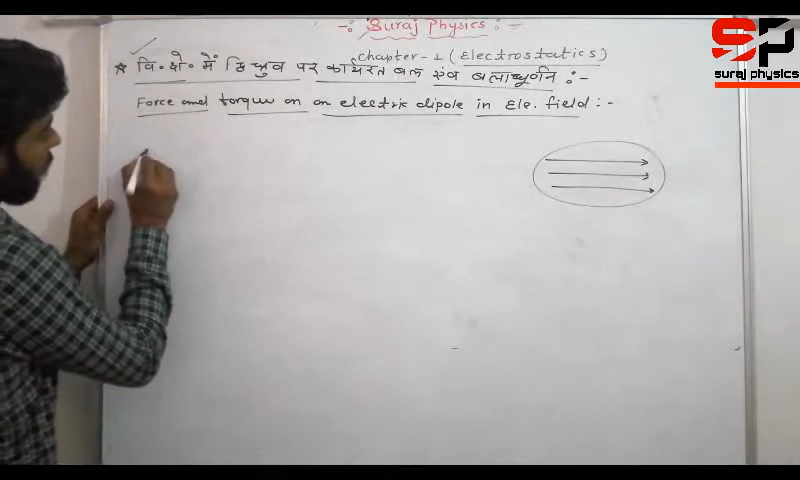 -: Suraj Physics :-
Chapter-1 (Electrostatics)
★ वि॰ क्षे॰ में द्विध्रुव पर कार्यरत बल एंव बलाघूर्ण :-
Force and torque on an electric dipole in Ele. field :-
SP
suraj physics